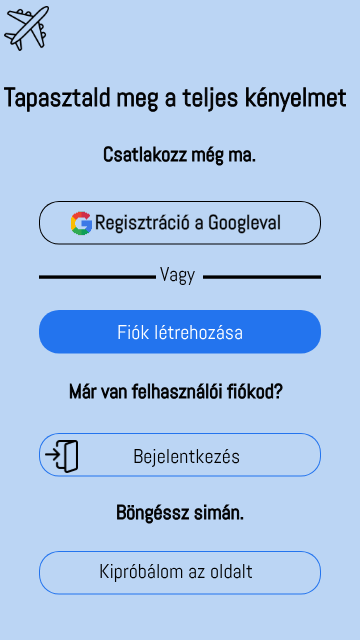 Tapasztald meg a teljes kényelmet
Csatlakozz még ma.
Regisztráció a Googleval
Vagy
Fiók létrehozása
Már van felhasználói fiókod?
Bejelentkezés
Böngéssz simán.
Kipróbálom az oldalt